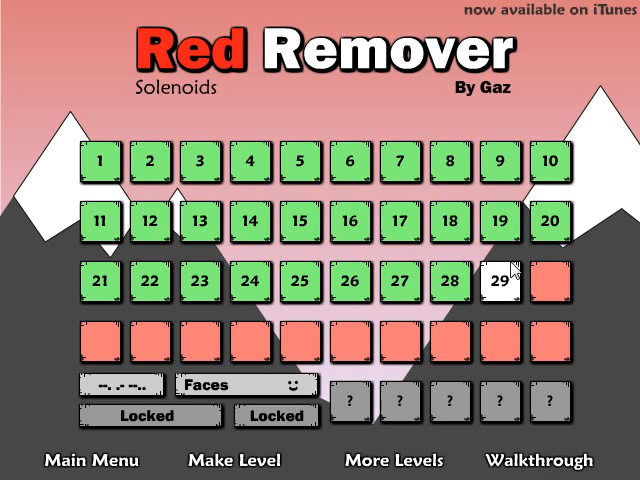 now available on iTunes
Red Remover
Solenoids
By Gaz
1 2 3 4 5 6 7 8 9 10
11 12 13 14 15 16 17 18 19 20
21 22 23 24 25 26 27 28 29
--. .- --..
Faces
Locked
Locked
? ? ? ? ?
Main Menu
Make Level
More Levels
Walkthrough